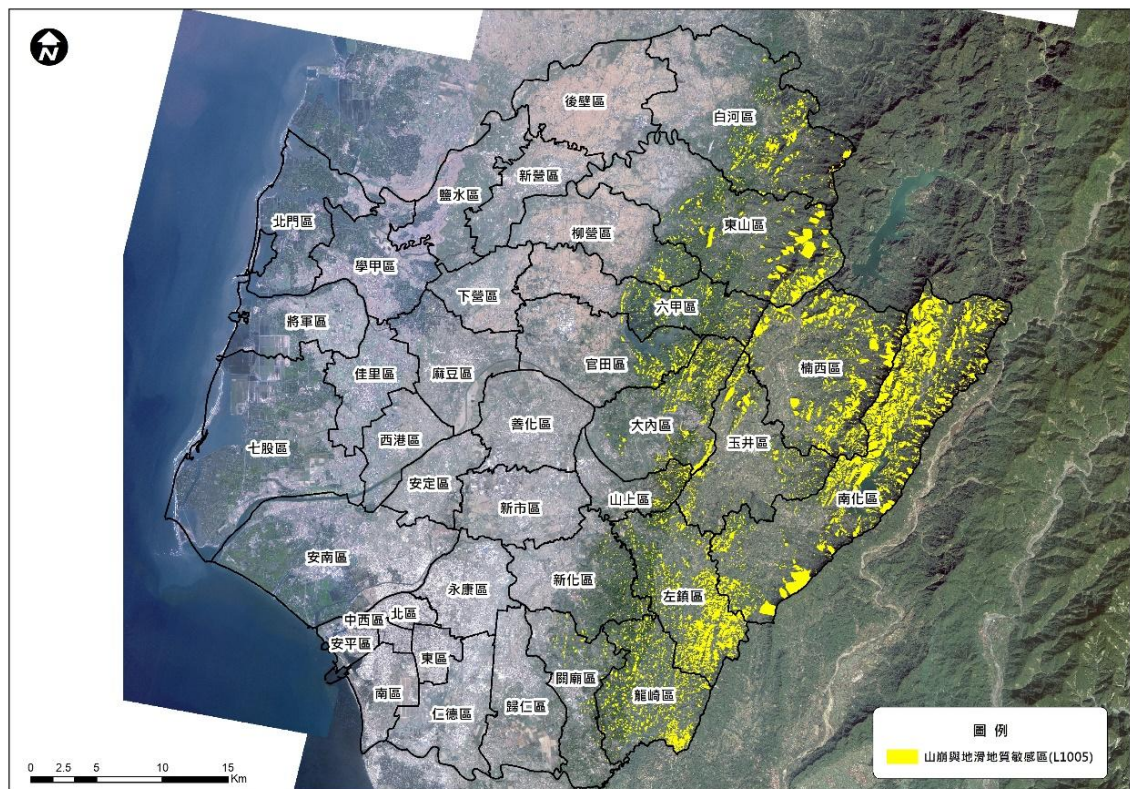 N
後壁區
白河區
新營區
鹽水區
北門區
東山區
柳營區
學甲區
下營區
六甲區
將軍區
官田區
楠西區
佳里區
麻豆區
大內區
善化區
玉井區
西港區
七股區
安定區
山上區
南化區
新市區
安南區
新化區
永康區
左鎮區
北區
中西區
安平區
東區
關廟區
龍崎區
南區
歸仁區
仁德區
圖 例
山崩與地滑地質敏感區(L1005)
0 2.5 5 10 15
Km